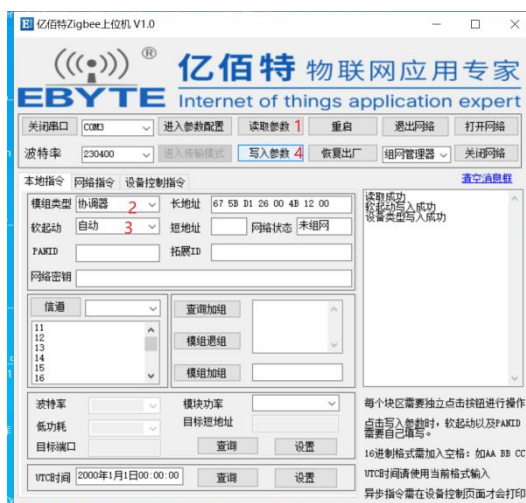 亿佰特Zigbee上位机 V1.0
((•)) ®
EBYTE
亿佰特 物联网应用专家
Internet of things application expert
关闭串口 COM3 进入参数配置 读取参数 1 重启 退出网络 打开网络
波特率 230400 进入传输模式 写入参数 4 恢复出厂 组网管理器 关闭网络
本地指令 网络指令 设备控制指令 清空消息框
模组类型 协调器 2 长地址 67 5B D1 26 00 4B 12 00
软起动 自动 3 短地址 网络状态 未组网
PANID 拓展ID
网络密钥
读取成功
软起动写入成功
设备类型写入成功
信道 查询加组
11
12
13
14
15
16
模组退组
模组加组
波特率 模块功率
低功耗 目标短地址
目标端口 查询 设置
UTC时间 2000年1月1日00:00:00 查询 设置
每个块区需要独立点击按钮进行操作
点击写入参数时，软起动以及PANID
需要自己填写。
16进制格式需加入空格：如AA BB CC
UTC时间请使用当前格式输入
异步指令需在设备控制页面才会打印